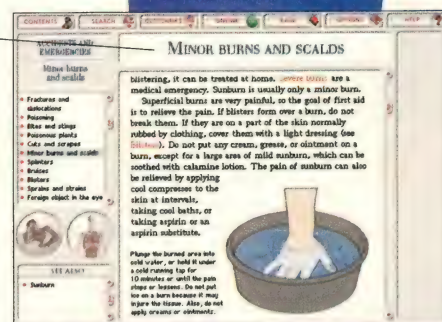 CONTENTS
SEARCH
OPTIONS
HELP ?
ACCIDENTS AND
EMERGENCIES
Minor burns
and scalds
Fractures and
dislocations
Poisoning
Bites and stings
Poisonous plants
Cuts and scrapes
Minor burns and scalds
Splinters
Bruises
Blisters
Sprains and strains
Foreign object in the eye
SEE ALSO
Sunburn
MINOR BURNS AND SCALDS
blistering, it can be treated at home. Severe burns are a
medical emergency. Sunburn is usually only a minor burn.
Superficial burns are very painful, so the goal of first aid
is to relieve the pain. If blisters form over a burn, do not
break them. If they are on a part of the skin normally
rubbed by clothing, cover them with a light dressing (see
Blisters). Do not put any cream, grease, or ointment on a
burn, except for a large area of mild sunburn, which can be
soothed with calamine lotion. The pain of sunburn can also
be relieved by applying
cool compresses to the
skin at intervals,
taking cool baths, or
taking aspirin or an
aspirin substitute.
Plunge the burned area into
cold water, or hold it under
a cold running tap for
10 minutes or until the pain
stops or lessens. Do not put
ice on a burn because it may
injure the tissue. Also, do not
apply creams or ointments.